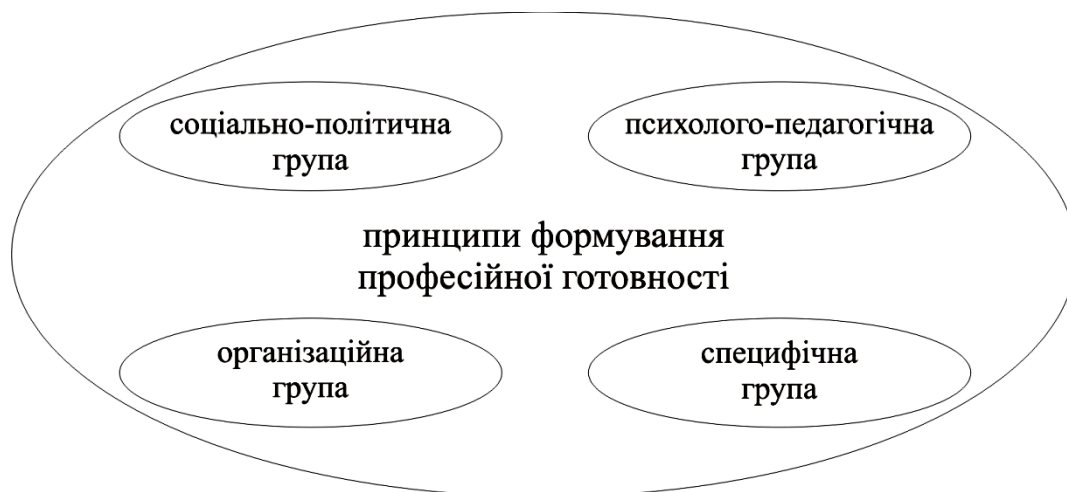 соціально-політична
група
психолого-педагогічна
група
принципи формування
професійної готовності
організаційна
група
специфічна
група